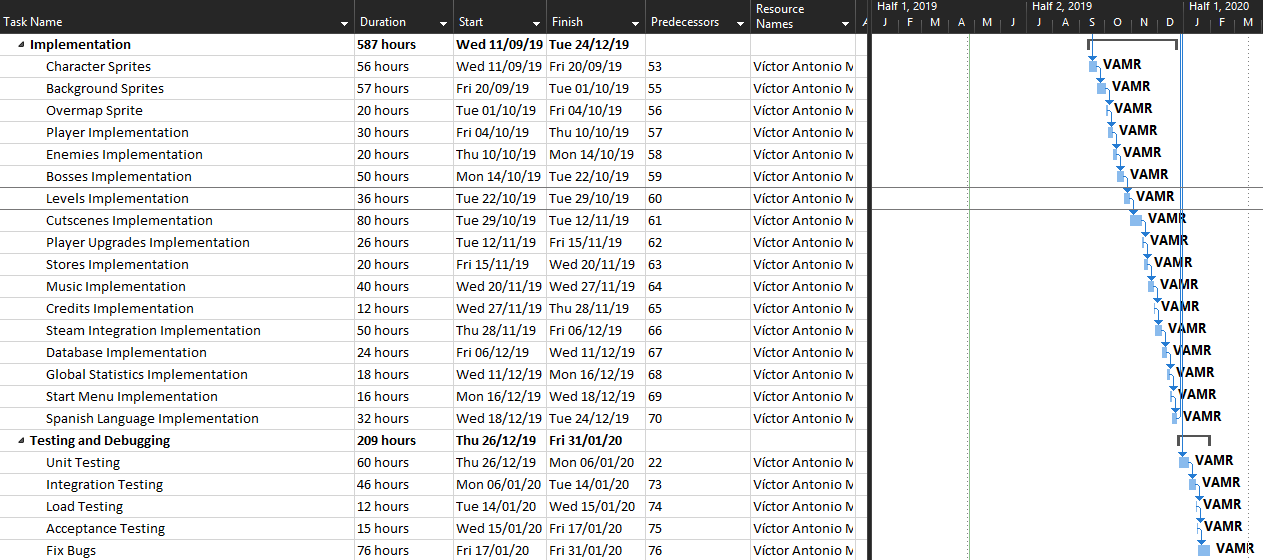 Half 1, 2019 Half 2, 2019 Half 1, 2020
Task Name Duration Start Finish Predecessors Resource Names J F M A M J J A S O N D J F M
Implementation 587 hours Wed 11/09/19 Tue 24/12/19
Character Sprites 56 hours Wed 11/09/19 Fri 20/09/19 53 Víctor Antonio M VAMR
Background Sprites 57 hours Fri 20/09/19 Tue 01/10/19 55 Víctor Antonio M VAMR
Overmap Sprite 20 hours Tue 01/10/19 Fri 04/10/19 56 Víctor Antonio M VAMR
Player Implementation 30 hours Fri 04/10/19 Thu 10/10/19 57 Víctor Antonio M VAMR
Enemies Implementation 20 hours Thu 10/10/19 Mon 14/10/19 58 Víctor Antonio M VAMR
Bosses Implementation 50 hours Mon 14/10/19 Tue 22/10/19 59 Víctor Antonio M VAMR
Levels Implementation 36 hours Tue 22/10/19 Tue 29/10/19 60 Víctor Antonio M VAMR
Cutscenes Implementation 80 hours Tue 29/10/19 Tue 12/11/19 61 Víctor Antonio M VAMR
Player Upgrades Implementation 26 hours Tue 12/11/19 Fri 15/11/19 62 Víctor Antonio M VAMR
Stores Implementation 20 hours Fri 15/11/19 Wed 20/11/19 63 Víctor Antonio M VAMR
Music Implementation 40 hours Wed 20/11/19 Wed 27/11/19 64 Víctor Antonio M VAMR
Credits Implementation 12 hours Wed 27/11/19 Thu 28/11/19 65 Víctor Antonio M VAMR
Steam Integration Implementation 50 hours Thu 28/11/19 Fri 06/12/19 66 Víctor Antonio M VAMR
Database Implementation 24 hours Fri 06/12/19 Wed 11/12/19 67 Víctor Antonio M VAMR
Global Statistics Implementation 18 hours Wed 11/12/19 Mon 16/12/19 68 Víctor Antonio M VAMR
Start Menu Implementation 16 hours Mon 16/12/19 Wed 18/12/19 69 Víctor Antonio M VAMR
Spanish Language Implementation 32 hours Wed 18/12/19 Tue 24/12/19 70 Víctor Antonio M VAMR
Testing and Debugging 209 hours Thu 26/12/19 Fri 31/01/20
Unit Testing 60 hours Thu 26/12/19 Mon 06/01/20 22 Víctor Antonio M VAMR
Integration Testing 46 hours Mon 06/01/20 Tue 14/01/20 73 Víctor Antonio M VAMR
Load Testing 12 hours Tue 14/01/20 Wed 15/01/20 74 Víctor Antonio M VAMR
Acceptance Testing 15 hours Wed 15/01/20 Fri 17/01/20 75 Víctor Antonio M VAMR
Fix Bugs 76 hours Fri 17/01/20 Fri 31/01/20 76 Víctor Antonio M VAMR